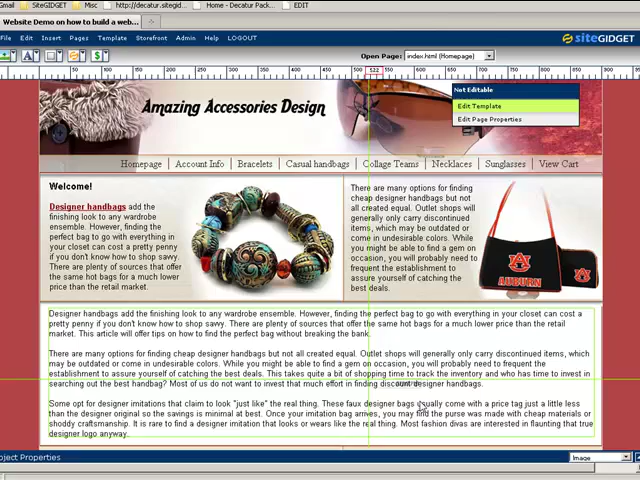 SiteGIDGET Misc http://decatur.sitegid... Home - Decatur Pack... EDIT
Website Demo on how to build a web...
File Edit Insert Pages Template Storefront Admin Help LOGOUT
siteGIDGET
Open Page: index.html (Homepage)
522
Amazing Accessories Design
Not Editable
Edit Template
Edit Page Properties
Homepage Account Info Bracelets Casual handbags Collage Teams Necklaces Sunglasses View Cart
Welcome!
Designer handbags add the
finishing look to any wardrobe
ensemble. However, finding the
perfect bag to go with everything in
your closet can cost a pretty penny
if you don't know how to shop savvy.
There are plenty of sources that offer
the same hot bags for a much lower
price than the retail market.
There are many options for finding
cheap designer handbags but not
all created equal. Outlet shops will
generally only carry discontinued
items, which may be outdated or
come in undesirable colors. While
you might be able to find a gem on
occasion, you will probably need to
frequent the establishment to
assure yourself of catching the
best deals.
AUBURN
Designer handbags add the finishing look to any wardrobe ensemble. However, finding the perfect bag to go with everything in your closet can cost a
pretty penny if you don't know how to shop savvy. There are plenty of sources that offer the same hot bags for a much lower price than the retail
market. This article will offer tips on how to find the perfect bag without breaking the bank.
There are many options for finding cheap designer handbags but not all created equal. Outlet shops will generally only carry discontinued items, which
may be outdated or come in undesirable colors. While you might be able to find a gem on occasion, you will probably need to frequent the
establishment to assure yourself of catching the best deals. This takes quite a bit of shopping time to track the inventory and who has time to invest in
searching out the best handbag? Most of us do not want to invest that much effort in finding discount designer handbags.
Some opt for designer imitations that claim to look "just like" the real thing. These faux designer bags usually come with a price tag just a little less
than the designer original so the savings is minimal at best. Once your imitation bag arrives, you may find the purse was made with cheap materials or
shoddy craftsmanship. It is rare to find a designer imitation that looks or wears like the real thing. Most fashion divas are interested in flaunting that true
designer logo anyway.
oject Properties
Image